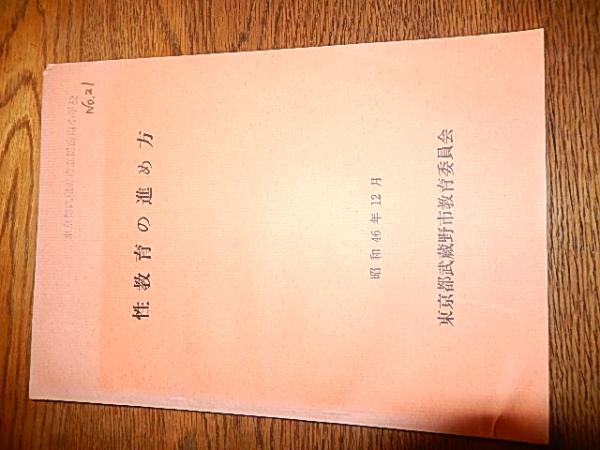 No.21
性教育の進め方
昭和46年12月
東京都武蔵野市教育委員会